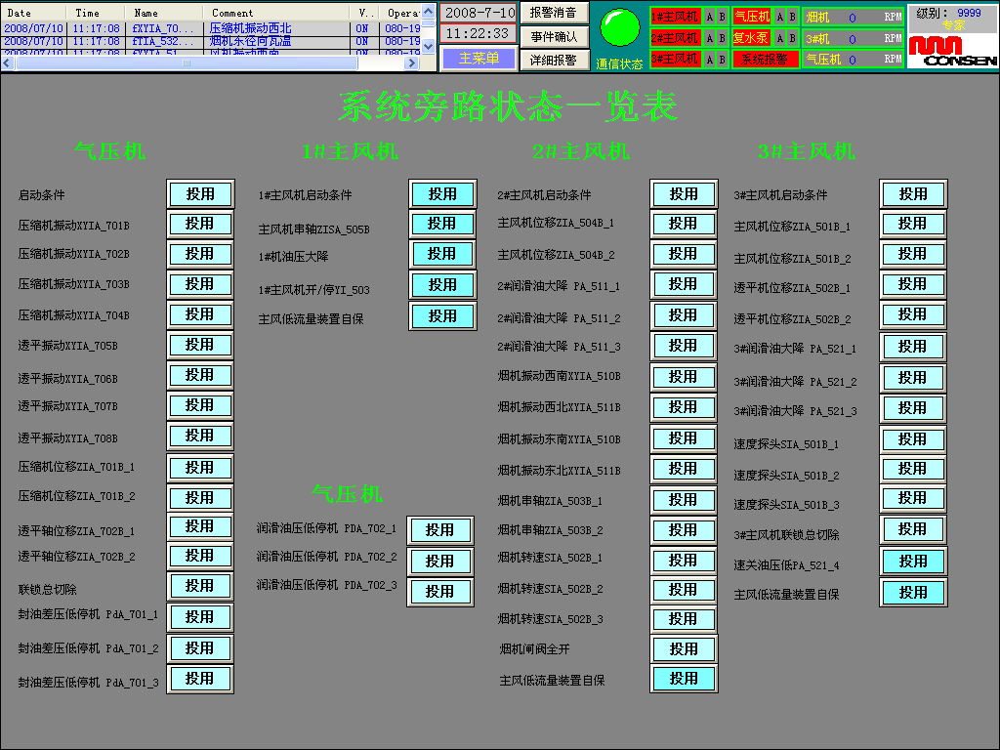 Date Time Name Comment V.. Opera
2008/07/10 11:17:08 fXYIA_70... 压缩机振动西北 ON 080-19
2008/07/10 11:17:08 fTIA_532... 烟机东径向瓦温 ON 080-19
2008-7-10
11:22:33
主菜单
报警消音
事件确认
详细报警
通信状态
1#主风机 A B 气压机 A B 烟机 0 RPM
2#主风机 A B 复水泵 A B 3#机 0 RPM
3#主风机 A B 系统报警 气压机 0 RPM
级别: 9999
专家
CONSEN
系统旁路状态一览表
气压机
启动条件 投用
压缩机振动XYIA_701B 投用
压缩机振动XYIA_702B 投用
压缩机振动XYIA_703B 投用
压缩机振动XYIA_704B 投用
透平振动XYIA_705B 投用
透平振动XYIA_706B 投用
透平振动XYIA_707B 投用
透平振动XYIA_708B 投用
压缩机位移ZIA_701B_1 投用
压缩机位移ZIA_701B_2 投用
透平轴位移ZIA_702B_1 投用
透平轴位移ZIA_702B_2 投用
联锁总切除 投用
封油差压低停机 PdA_701_1 投用
封油差压低停机 PdA_701_2 投用
封油差压低停机 PdA_701_3 投用
1#主风机
1#主风机启动条件 投用
主风机串轴ZISA_505B 投用
1#机油压大降 投用
1#主风机开/停YI_503 投用
主风低流量装置自保 投用
气压机
润滑油压低停机 PDA_702_1 投用
润滑油压低停机 PDA_702_2 投用
润滑油压低停机 PDA_702_3 投用
2#主风机
2#主风机启动条件 投用
主风机位移ZIA_504B_1 投用
主风机位移ZIA_504B_2 投用
2#润滑油大降 PA_511_1 投用
2#润滑油大降 PA_511_2 投用
2#润滑油大降 PA_511_3 投用
烟机振动西南XYIA_510B 投用
烟机振动西北XYIA_511B 投用
烟机振动东南XYIA_510B 投用
烟机振动东北XYIA_511B 投用
烟机串轴ZIA_503B_1 投用
烟机串轴ZIA_503B_2 投用
烟机转速SIA_502B_1 投用
烟机转速SIA_502B_2 投用
烟机转速SIA_502B_3 投用
烟机闸阀全开 投用
主风低流量装置自保 投用
3#主风机
3#主风机启动条件 投用
主风机位移ZIA_501B_1 投用
主风机位移ZIA_501B_2 投用
透平机位移ZIA_502B_1 投用
透平机位移ZIA_502B_2 投用
3#润滑油大降 PA_521_1 投用
3#润滑油大降 PA_521_2 投用
3#润滑油大降 PA_521_3 投用
速度探头SIA_501B_1 投用
速度探头SIA_501B_2 投用
速度探头SIA_501B_3 投用
3#主风机联锁总切除 投用
速关油压低PA_521_4 投用
主风低流量装置自保 投用